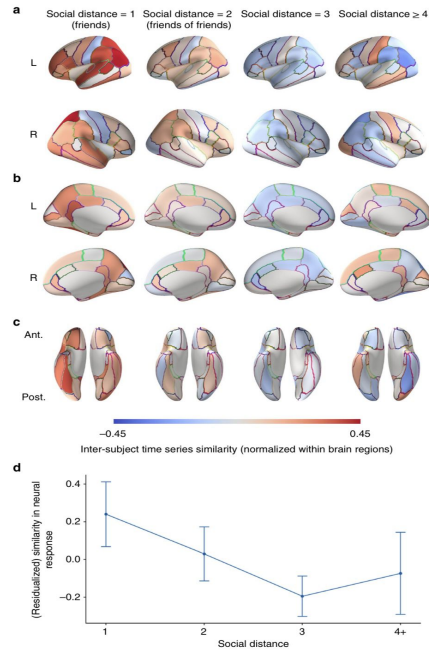 a
Social distance = 1 Social distance = 2 Social distance = 3 Social distance ≥ 4
(friends) (friends of friends)
L
R
b
L
R
c
Ant.
Post.
−0.45 0.45
Inter-subject time series similarity (normalized within brain regions)
d
(Residualized) similarity in neural
response
0.4
0.2
0.0
−0.2
1 2 3 4+
Social distance